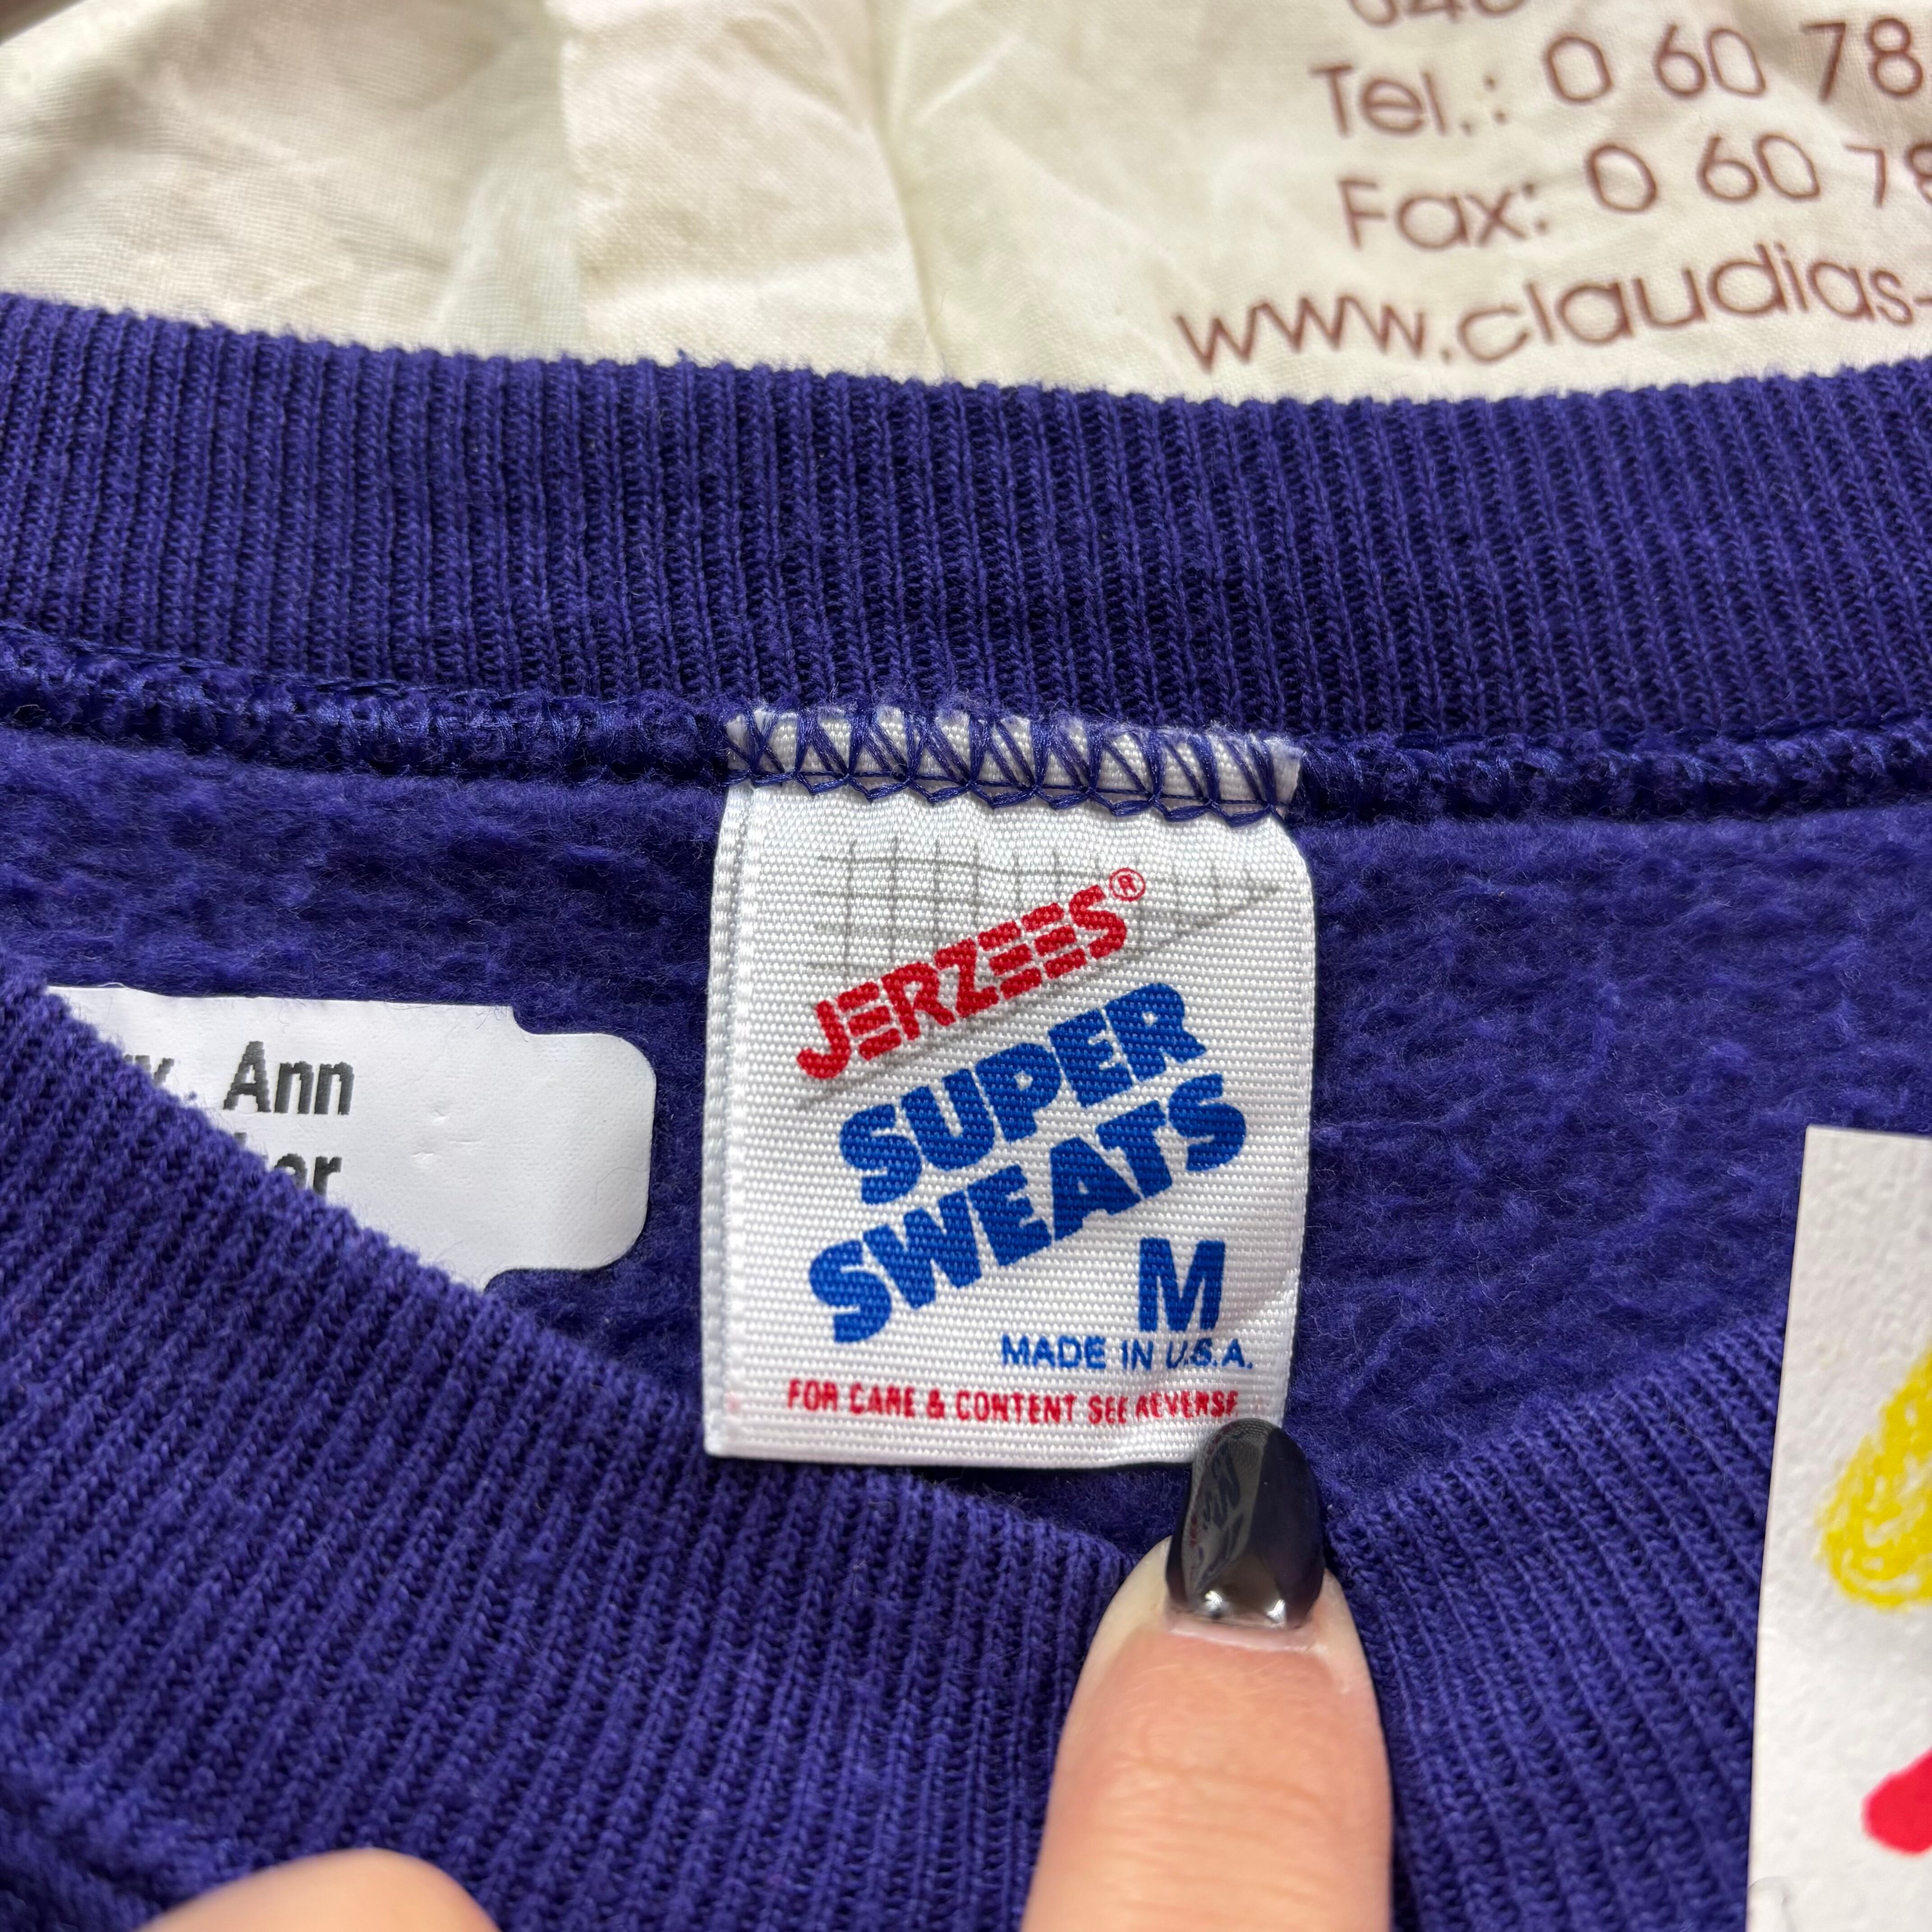 Tel.: 0 60 78
Fax: 0 60 78
www.claudias-
Ann
JERZEES®
SUPER
SWEATS
M
MADE IN U.S.A.
FOR CARE & CONTENT SEE REVERSE